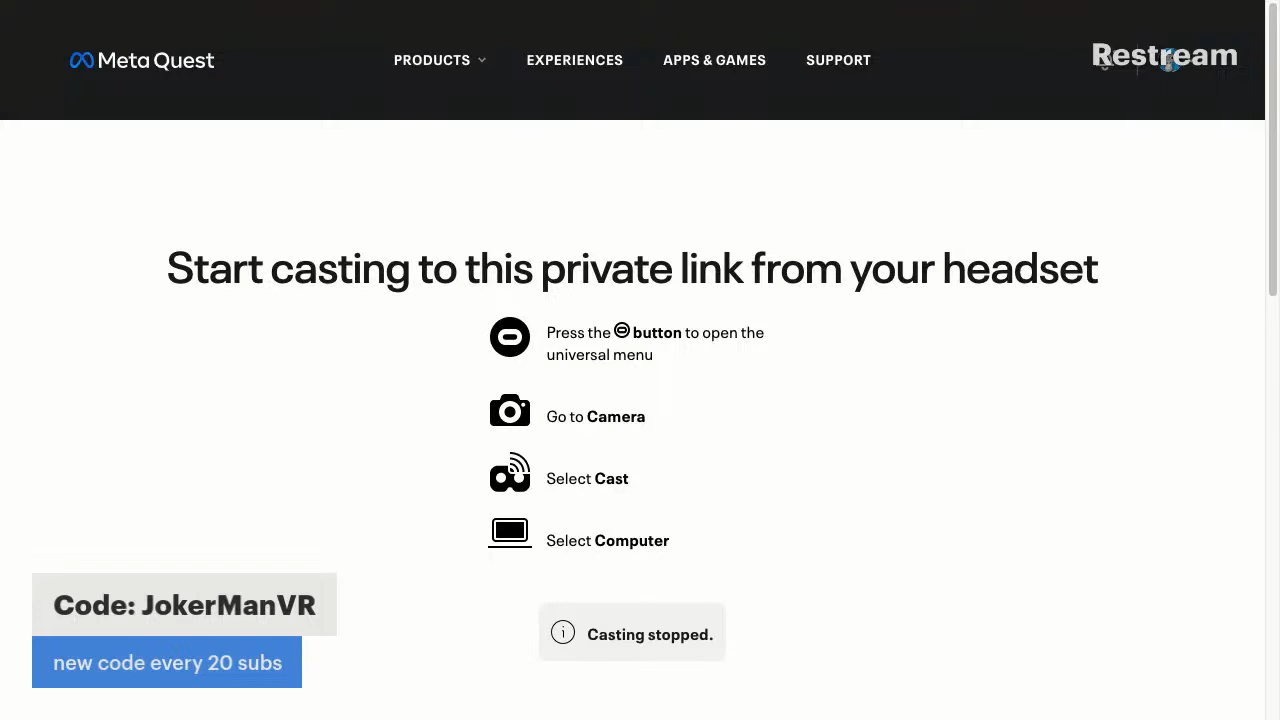 Meta Quest
PRODUCTS EXPERIENCES APPS & GAMES SUPPORT
Restream
Start casting to this private link from your headset
Press the button to open the
universal menu
Go to Camera
Select Cast
Select Computer
Casting stopped.
Code: JokerManVR
new code every 20 subs